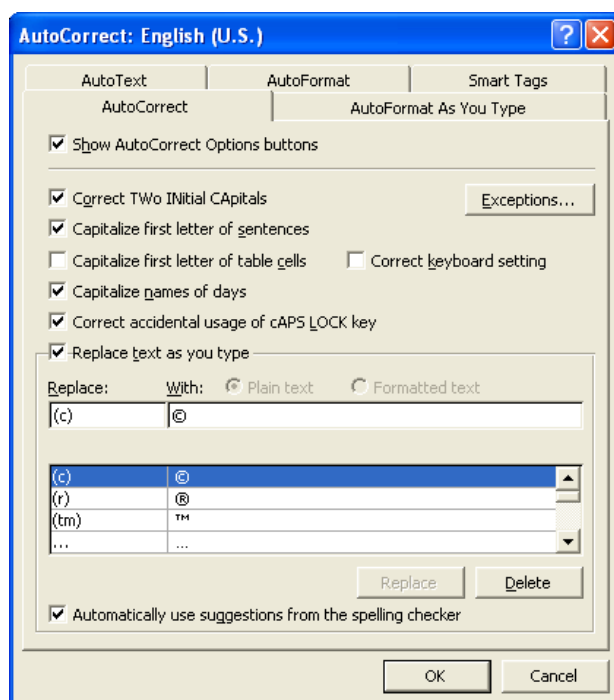 AutoCorrect: English (U.S.)
AutoText AutoFormat Smart Tags
AutoCorrect AutoFormat As You Type
Show AutoCorrect Options buttons
Correct TWo INitial CApitals Exceptions...
Capitalize first letter of sentences
Capitalize first letter of table cells Correct keyboard setting
Capitalize names of days
Correct accidental usage of cAPS LOCK key
Replace text as you type
Replace: With: Plain text Formatted text
(c) ©
(c) ©
(r) ®
(tm) ™
... ...
Replace Delete
Automatically use suggestions from the spelling checker
OK Cancel